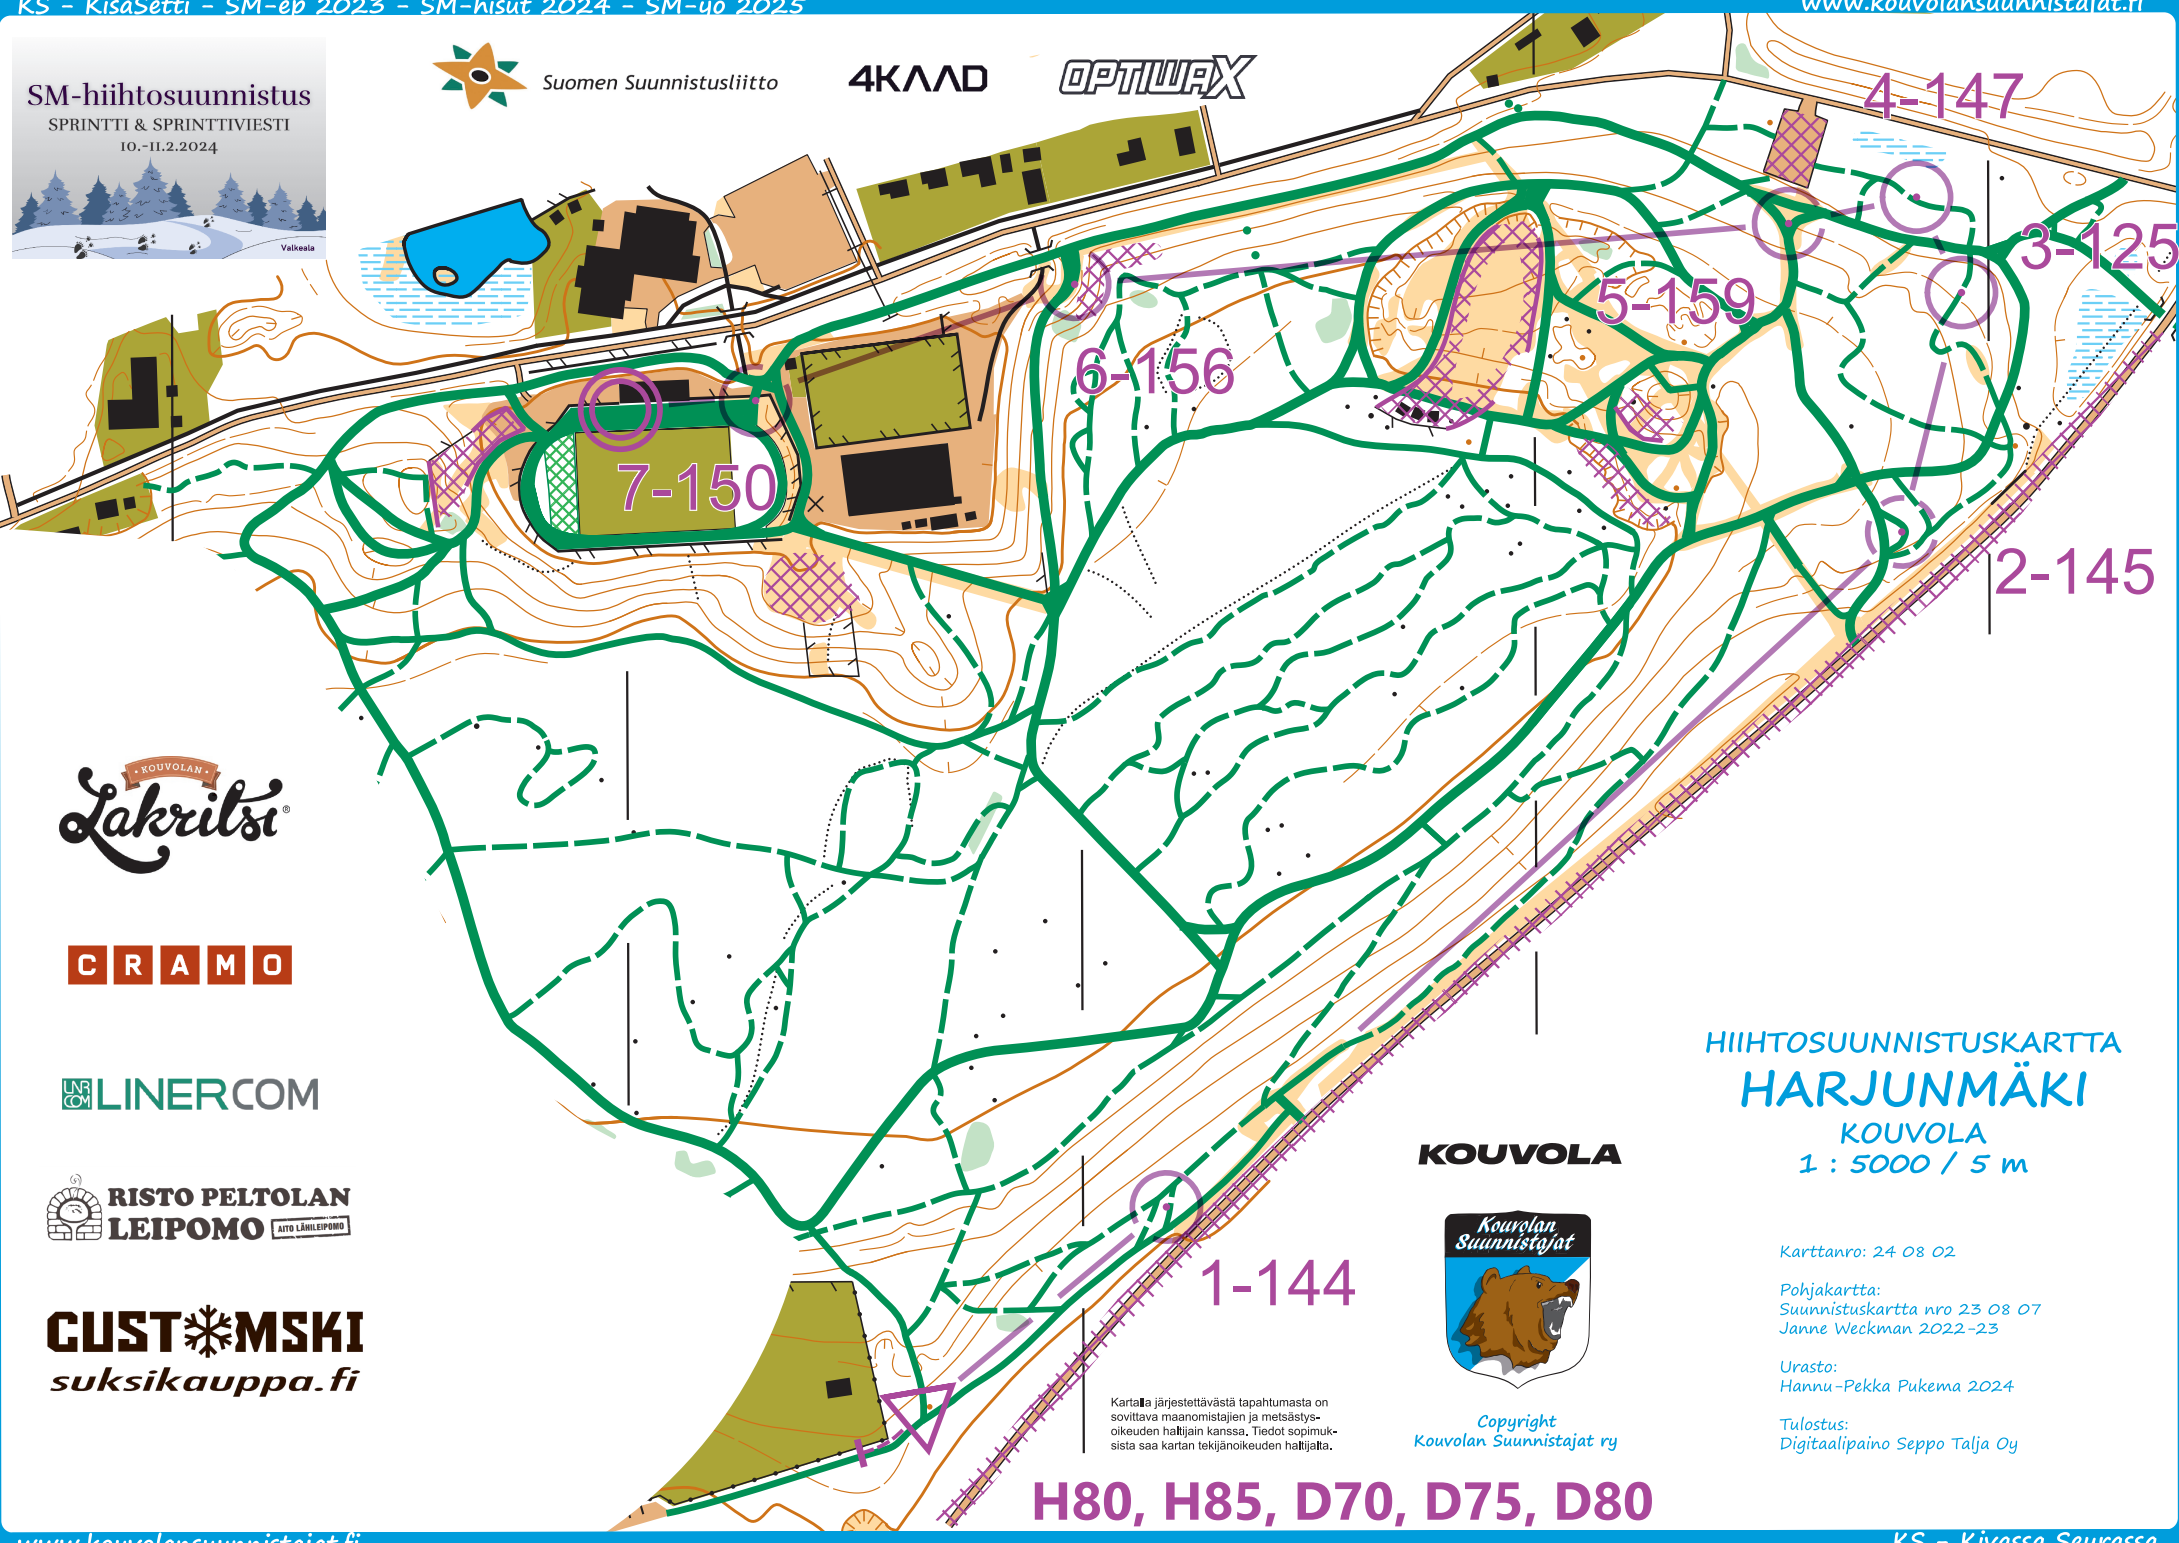 KS - KisaSetti - SM-ep 2023 - SM-hisut 2024 - SM-yö 2025
www.kouvolansuunnistajat.fi
SM-hiihtosuunnistus
SPRINTTI & SPRINTTIVIESTI
10.-11.2.2024
Valkeala
Suomen Suunnistusliitto
4KAAD
OPTIWAX
4-147
3-125
5-159
6-156
7-150
2-145
1-144
KOUVOLAN
Lakritsi®
CRAMO
LNR COM
LINERCOM
RISTO PELTOLAN
LEIPOMO
AITO LÄHILEIPOMO
CUSTOMSKI
suksikauppa.fi
HIIHTOSUUNNISTUSKARTTA
HARJUNMÄKI
KOUVOLA
1 : 5000 / 5 m
KOUVOLA
Kouvolan
Suunnistajat
Karttanro: 24 08 02
Pohjakartta:
Suunnistuskartta nro 23 08 07
Janne Weckman 2022-23
Urasto:
Hannu-Pekka Pukema 2024
Tulostus:
Digitaalipaino Seppo Talja Oy
Kartalla järjestettävästä tapahtumasta on
sovittava maanomistajien ja metsästys-
oikeuden haltijain kanssa. Tiedot sopimuk-
sista saa kartan tekijänoikeuden haltijalta.
Copyright
Kouvolan Suunnistajat ry
H80, H85, D70, D75, D80
www.kouvolansuunnistajat.fi
KS - Kivassa Seurassa